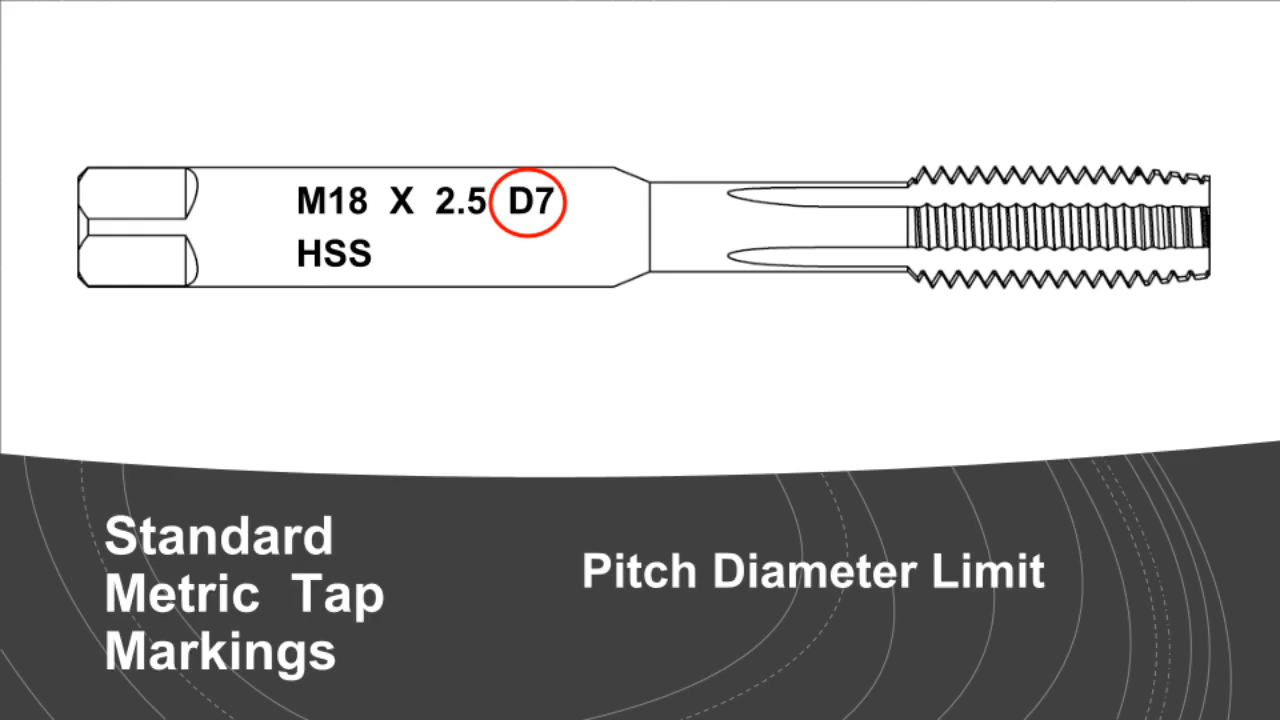 M18 X 2.5 D7
HSS
Standard
Metric Tap
Markings
Pitch Diameter Limit